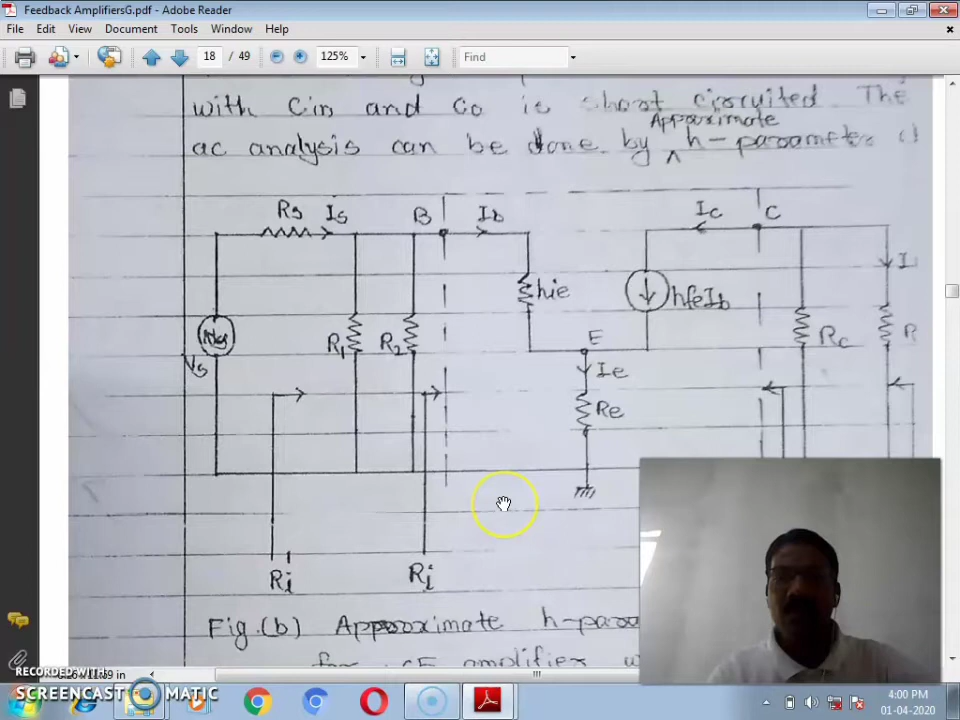 Feedback AmplifiersG.pdf - Adobe Reader
File Edit View Document Tools Window Help
18 / 49 125% Find
with Cin and Co is short circuited The
Approximate
ac analysis can be done by ^ h-parameter
Rs Is B Ib Ic C
hie hfeIb
Vs R1 R2 E Rc R
Ie
Re
Ri' Ri
Fig.(b) Approximate h-para
for CE amplifier w
RECORDED WITH
SCREENCAST MATIC
4:00 PM
01-04-2020